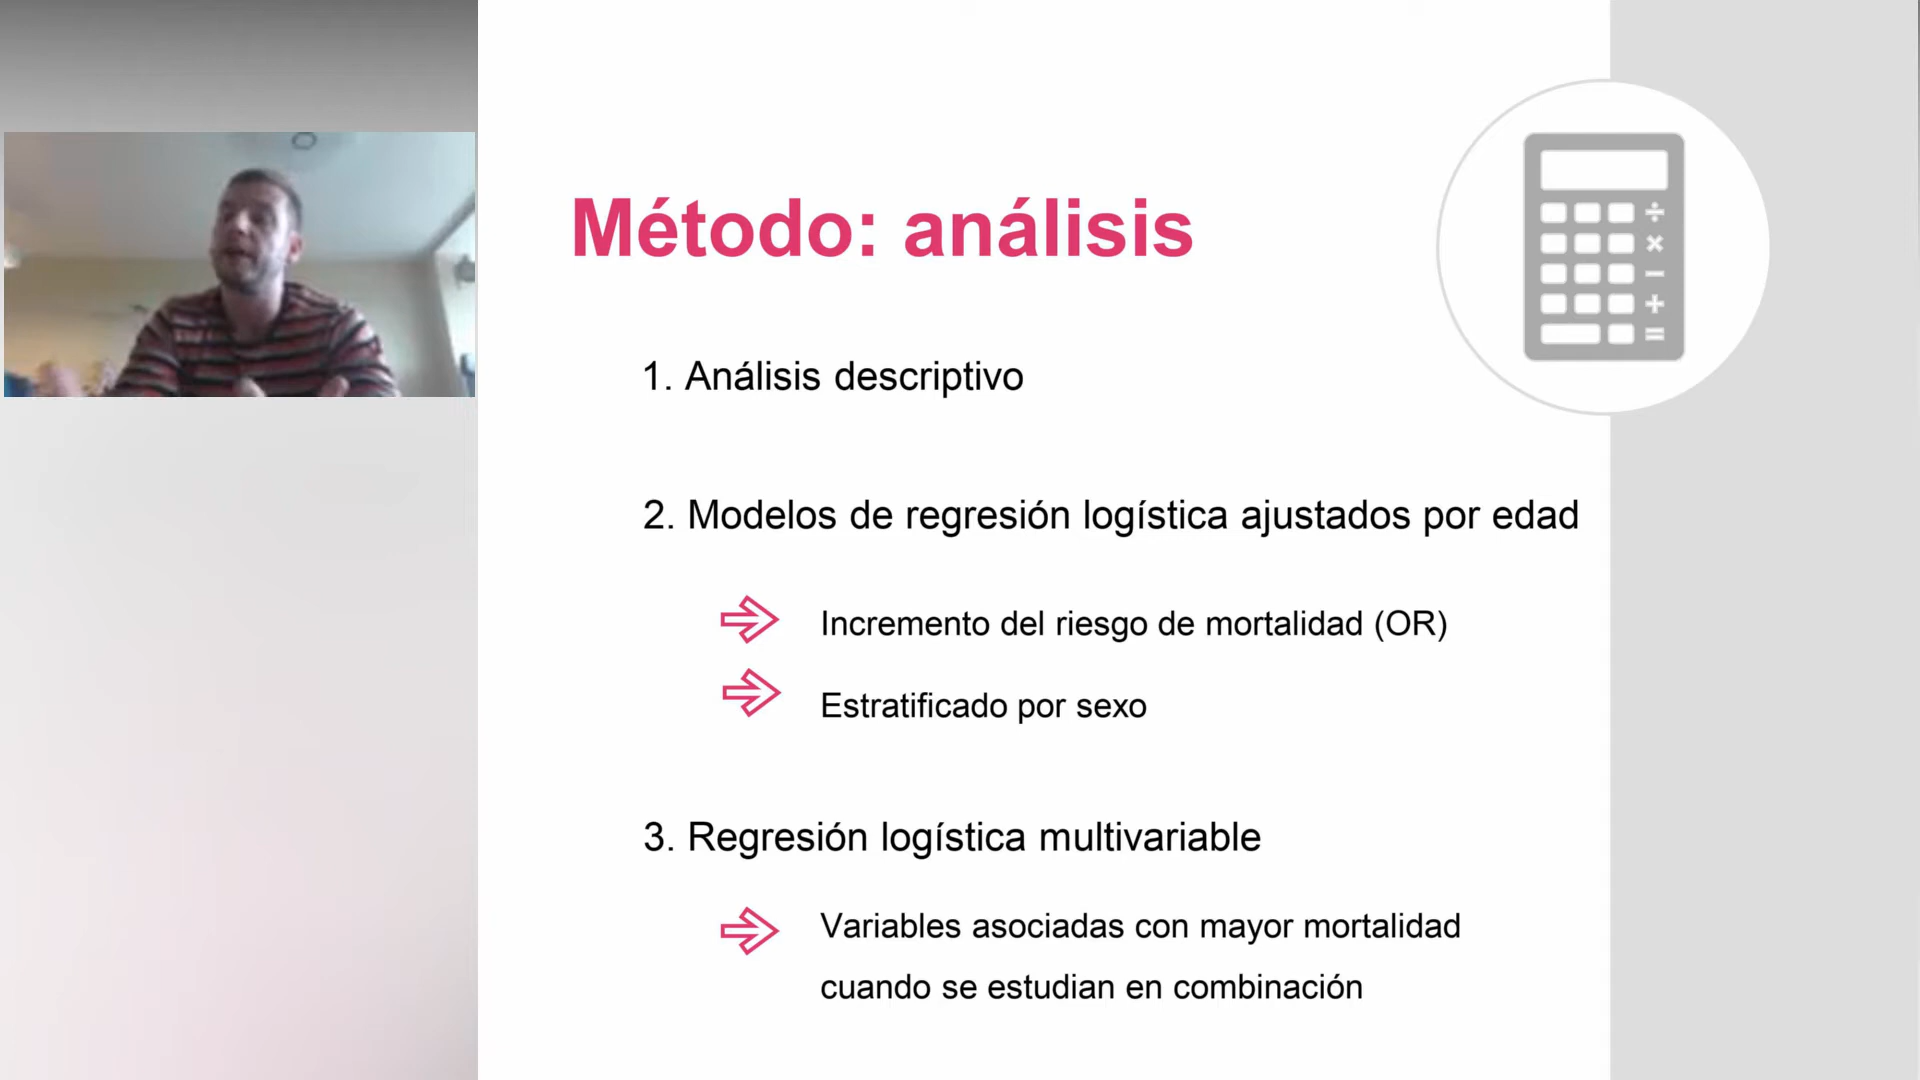 Método: análisis
1. Análisis descriptivo
2. Modelos de regresión logística ajustados por edad
Incremento del riesgo de mortalidad (OR)
Estratificado por sexo
3. Regresión logística multivariable
Variables asociadas con mayor mortalidad
cuando se estudian en combinación